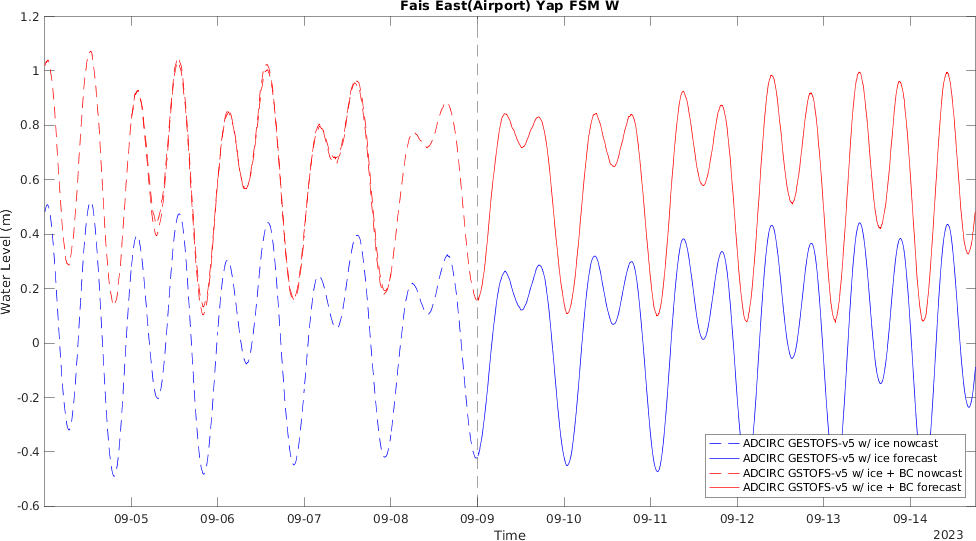 Fais East(Airport) Yap FSM W
1.2
1
0.8
0.6
0.4
0.2
0
-0.2
-0.4
-0.6
Water Level (m)
09-05 09-06 09-07 09-08 09-09 09-10 09-11 09-12 09-13 09-14
Time
2023
ADCIRC GESTOFS-v5 w/ ice nowcast
ADCIRC GESTOFS-v5 w/ ice forecast
ADCIRC GSTOFS-v5 w/ ice + BC nowcast
ADCIRC GSTOFS-v5 w/ ice + BC forecast